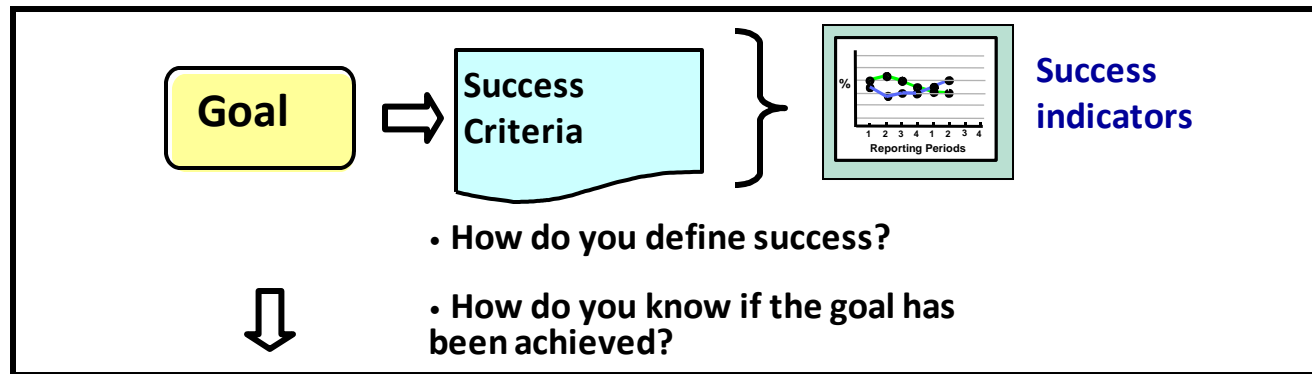 Goal
Success
Criteria
%
1 2 3 4 1 2 3 4
Reporting Periods
Success
indicators
• How do you define success?
• How do you know if the goal has
been achieved?